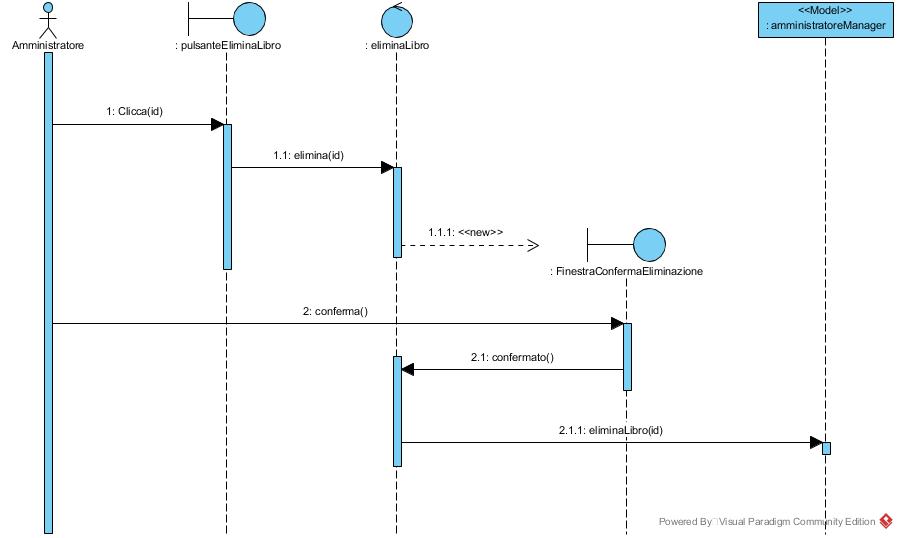 <<Model>>
: amministratoreManager
Amministratore
: pulsanteEliminaLibro
: eliminaLibro
1: Clicca(id)
1.1: elimina(id)
1.1.1: <<new>>
: FinestraConfermaEliminazione
2: conferma()
2.1: confermato()
2.1.1: eliminaLibro(id)
Powered By Visual Paradigm Community Edition